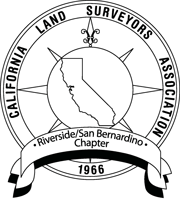 CALIFORNIA LAND SURVEYORS ASSOCIATION
• Riverside/San Bernardino •
Chapter
1966